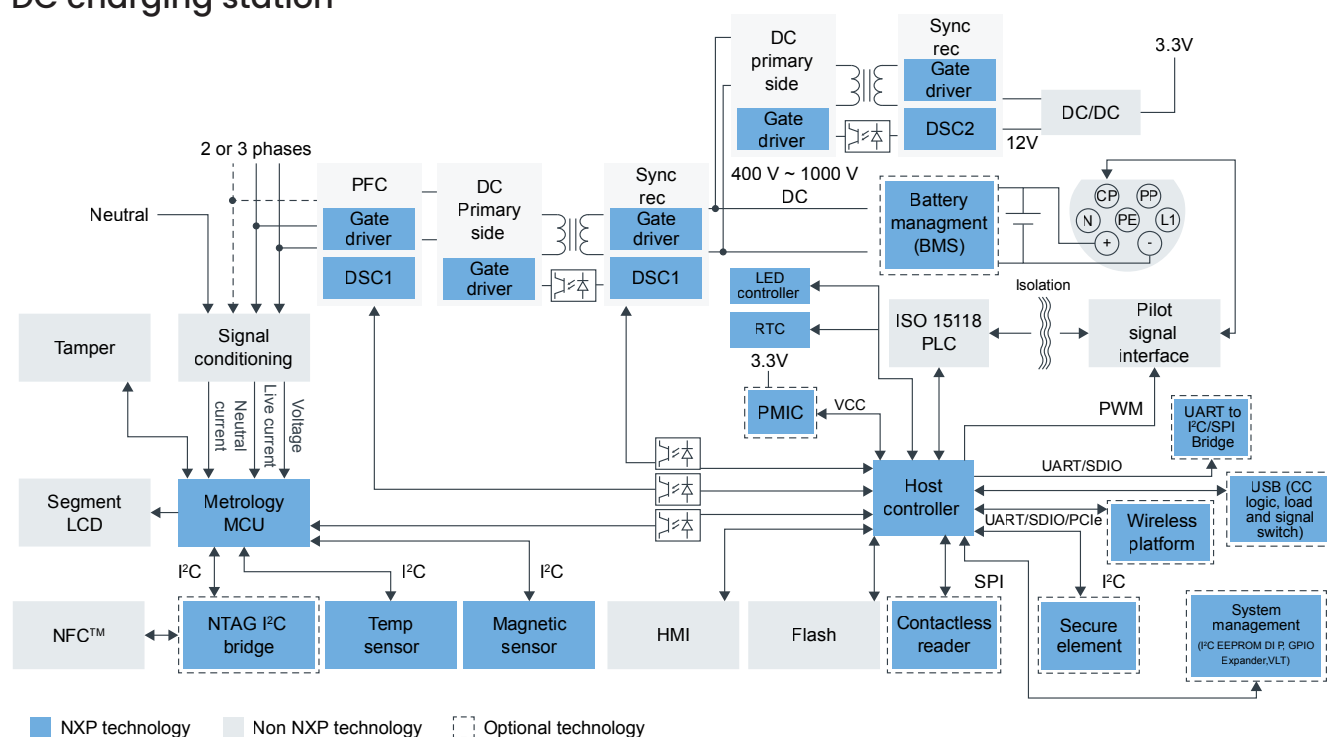 DC charging station
DC
primary
side
Gate
driver
Sync
rec
Gate
driver
DSC2
12V
DC/DC
3.3V
2 or 3 phases
Neutral
PFC
Gate
driver
DSC1
DC
Primary
side
Gate
driver
Sync
rec
Gate
driver
DSC1
400 V ~ 1000 V
DC
Battery
managment
(BMS)
CP
PP
N
PE
L1
+
-
LED
controller
RTC
3.3V
PMIC
VCC
ISO 15118
PLC
Isolation
Pilot
signal
interface
PWM
Tamper
Signal
conditioning
Neutral
current
Live current
Voltage
Segment
LCD
Metrology
MCU
Host
controller
UART/SDIO
UART to
I²C/SPI
Bridge
USB (CC
logic, load
and signal
switch)
UART/SDIO/PCIe
Wireless
platform
I²C
I²C
I²C
SPI
I²C
NFC™
NTAG I²C
bridge
Temp
sensor
Magnetic
sensor
HMI
Flash
Contactless
reader
Secure
element
System
management
(I²C EEPROM DI P, GPIO
Expander,VLT)
NXP technology
Non NXP technology
Optional technology